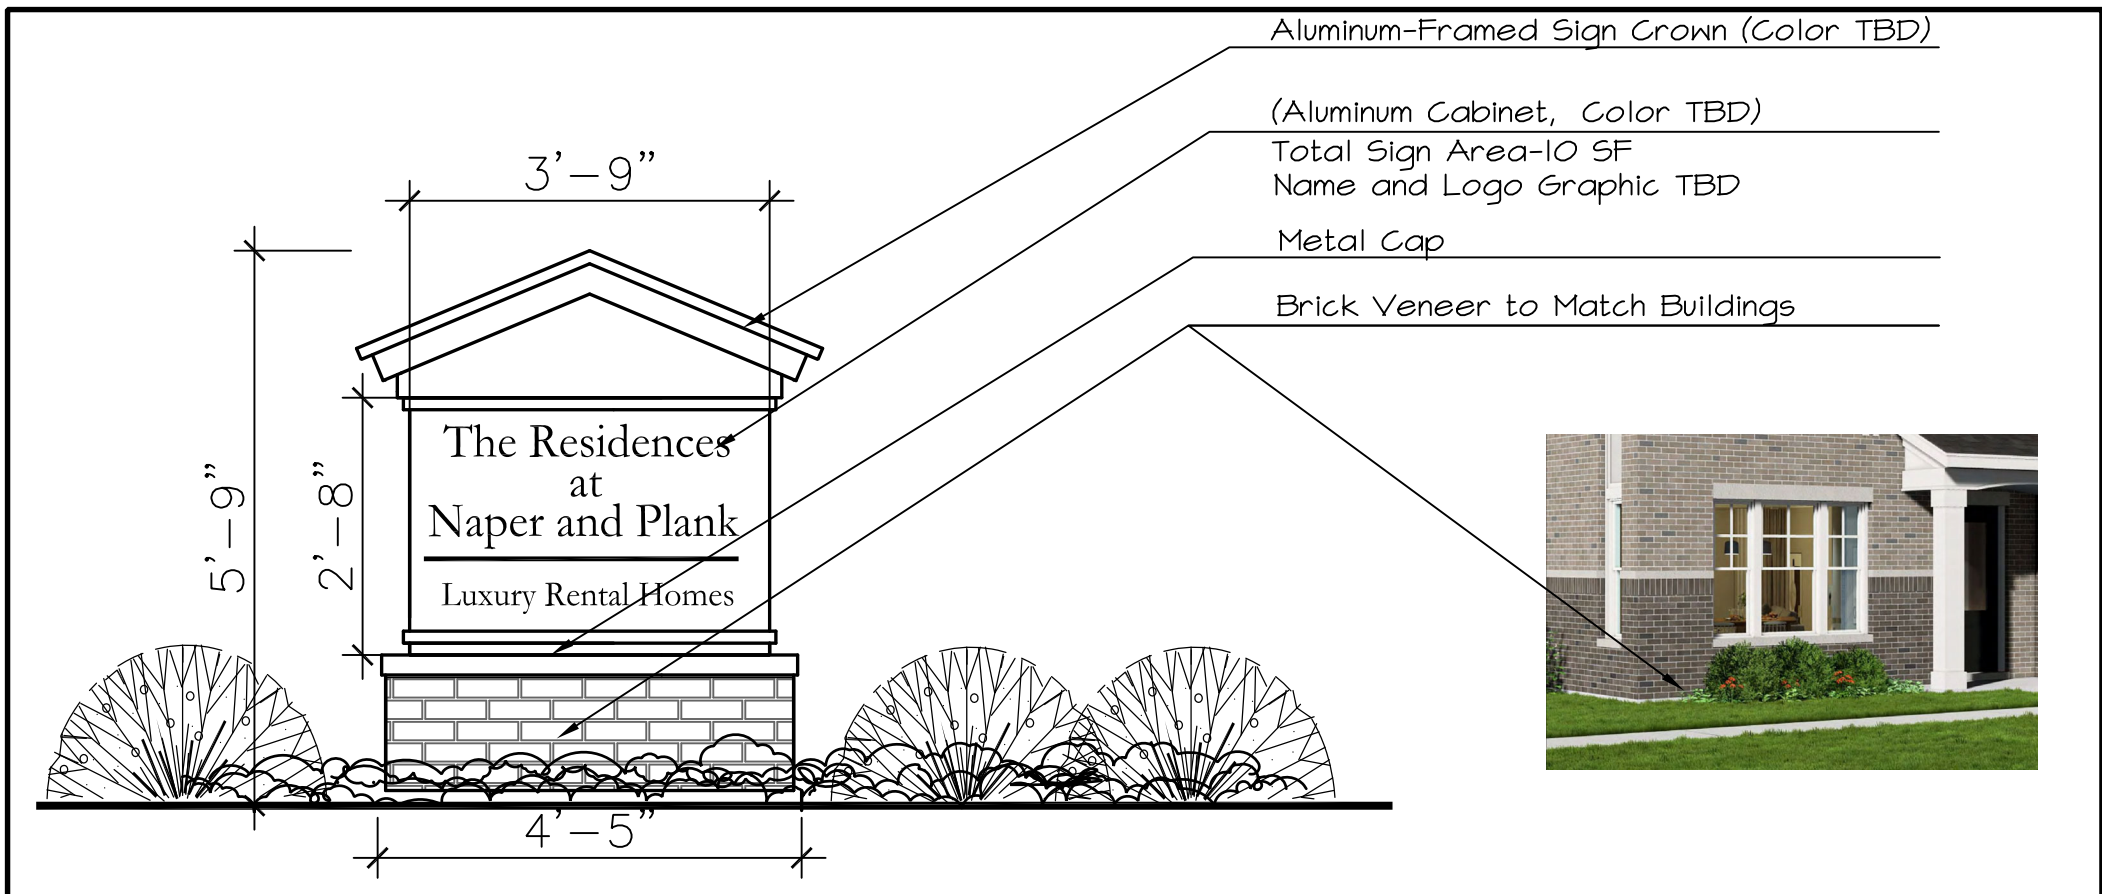 Aluminum-Framed Sign Crown (Color TBD)
(Aluminum Cabinet, Color TBD)
Total Sign Area-10 SF
Name and Logo Graphic TBD
Metal Cap
Brick Veneer to Match Buildings
3'-9"
5'-9"
2'-8"
The Residences
at
Naper and Plank
Luxury Rental Homes
4'-5"